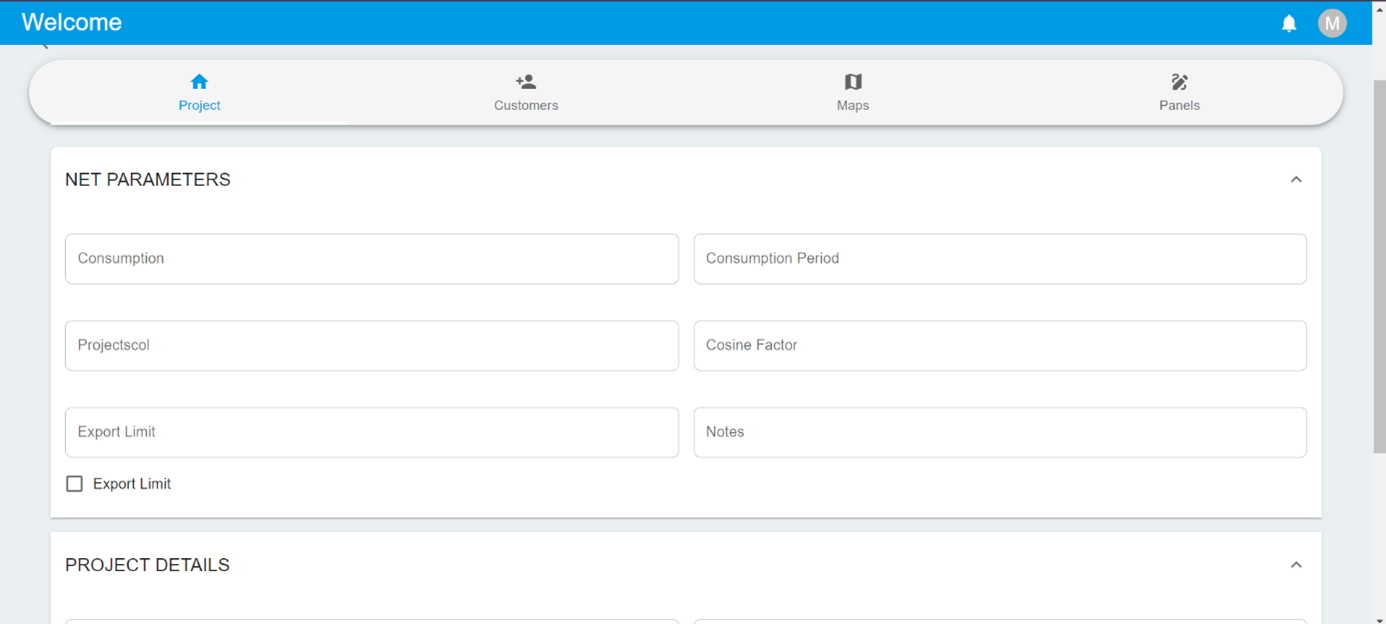 Welcome
M
Project
Customers
Maps
Panels
NET PARAMETERS
Consumption
Consumption Period
Projectscol
Cosine Factor
Export Limit
Notes
Export Limit
PROJECT DETAILS